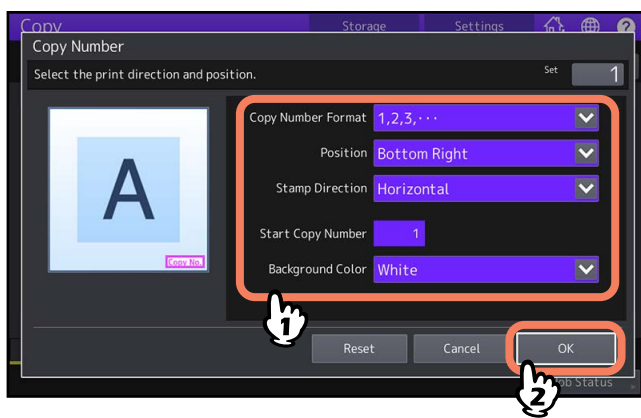 Copy Storage Settings
Copy Number
Select the print direction and position. Set 1
Copy Number Format 1,2,3,···
Position Bottom Right
Stamp Direction Horizontal
Start Copy Number 1
Background Color White
A
Copy No.
1
Reset Cancel OK
Job Status
2